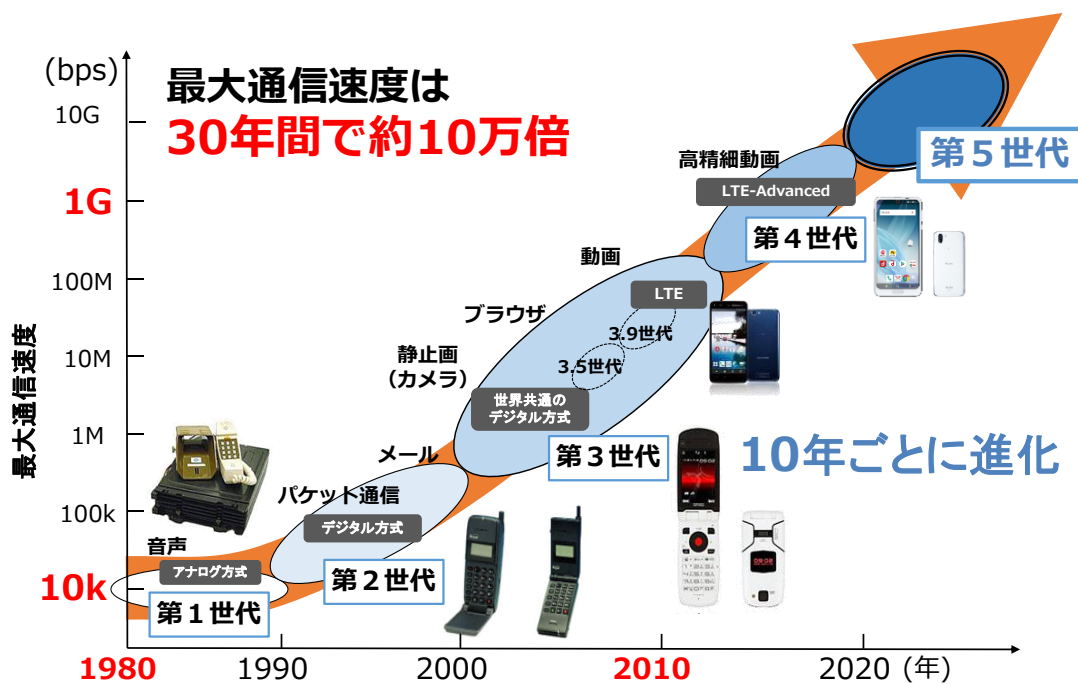 (bps)
最大通信速度は
30年間で約10万倍
10G
1G
100M
10M
1M
100k
10k
最大通信速度
第５世代
高精細動画
LTE-Advanced
第４世代
動画
LTE
ブラウザ
3.9世代
3.5世代
静止画
（カメラ）
世界共通の
デジタル方式
第３世代
10年ごとに進化
メール
パケット通信
デジタル方式
第２世代
音声
アナログ方式
第１世代
1980
1990
2000
2010
2020
(年)